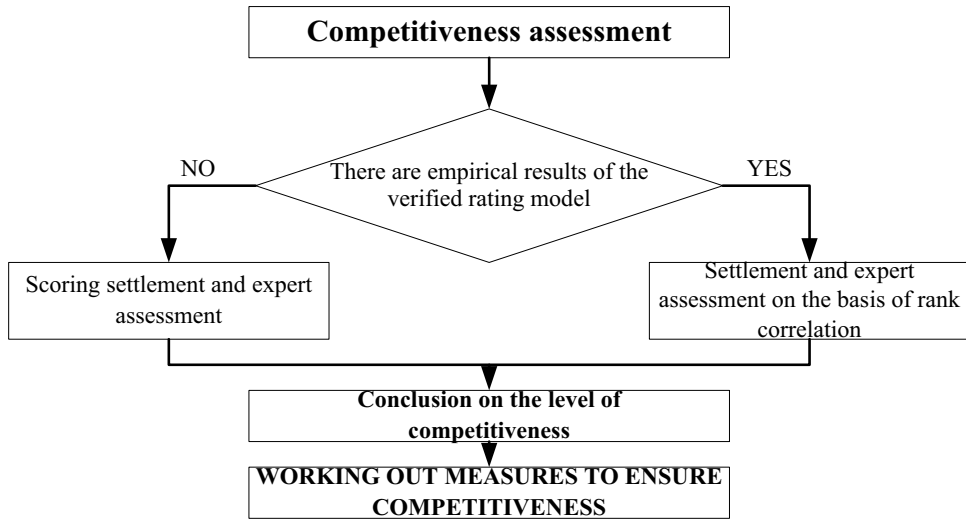 Competitiveness assessment
There are empirical results of the
verified rating model
NO
YES
Scoring settlement and expert
assessment
Settlement and expert
assessment on the basis of rank
correlation
Conclusion on the level of
competitiveness
WORKING OUT MEASURES TO ENSURE
COMPETITIVENESS